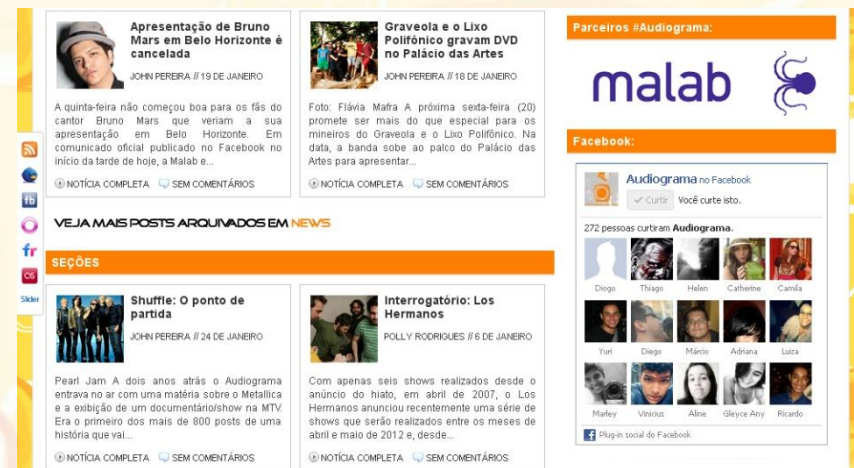 Apresentação de Bruno
Mars em Belo Horizonte é
cancelada
JOHN PEREIRA // 19 DE JANEIRO
A quinta-feira não começou boa para os fãs do
cantor Bruno Mars que veriam a sua
apresentação em Belo Horizonte. Em
comunicado oficial publicado no Facebook no
início da tarde de hoje, a Malab e...
NOTÍCIA COMPLETA SEM COMENTÁRIOS
Graveola e o Lixo
Polifônico gravam DVD
no Palácio das Artes
JOHN PEREIRA // 18 DE JANEIRO
Foto: Flávia Mafra A próxima sexta-feira (20)
promete ser mais do que especial para os
mineiros do Graveola e o Lixo Polifônico. Na
data, a banda sobe ao palco do Palácio das
Artes para apresentar...
NOTÍCIA COMPLETA SEM COMENTÁRIOS
VEJA MAIS POSTS ARQUIVADOS EM NEWS
SEÇÕES
Shuffle: O ponto de
partida
JOHN PEREIRA // 24 DE JANEIRO
Pearl Jam A dois anos atrás o Audiograma
entrava no ar com uma matéria sobre o Metallica
e a exibição de um documentário/show na MTV.
Era o primeiro dos mais de 800 posts de uma
história que vai...
NOTÍCIA COMPLETA SEM COMENTÁRIOS
Interrogatório: Los
Hermanos
POLLY RODRIGUES // 6 DE JANEIRO
Com apenas seis shows realizados desde o
anúncio do hiato, em abril de 2007, o Los
Hermanos anunciou recentemente uma série de
shows que serão realizados entre os meses de
abril e maio de 2012 e, desde...
NOTÍCIA COMPLETA SEM COMENTÁRIOS
fb
fr
Slider
Parceiros #Audiograma:
malab
Facebook:
Audiograma no Facebook
Curtir Você curte isto.
272 pessoas curtiram Audiograma.
Diogo Thiago Helen Catherine Camila
Yuri Diego Márcio Adriana Luiza
Marley Vinicius Aline Gleyce Any Ricardo
Plug-in social do Facebook